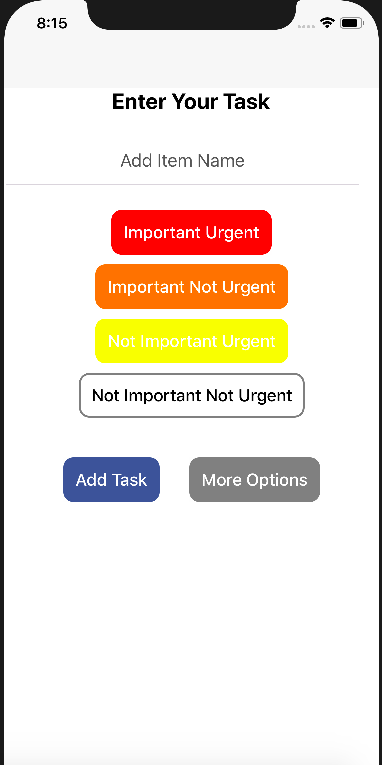 8:15
Enter Your Task
Add Item Name
Important Urgent
Important Not Urgent
Not Important Urgent
Not Important Not Urgent
Add Task
More Options